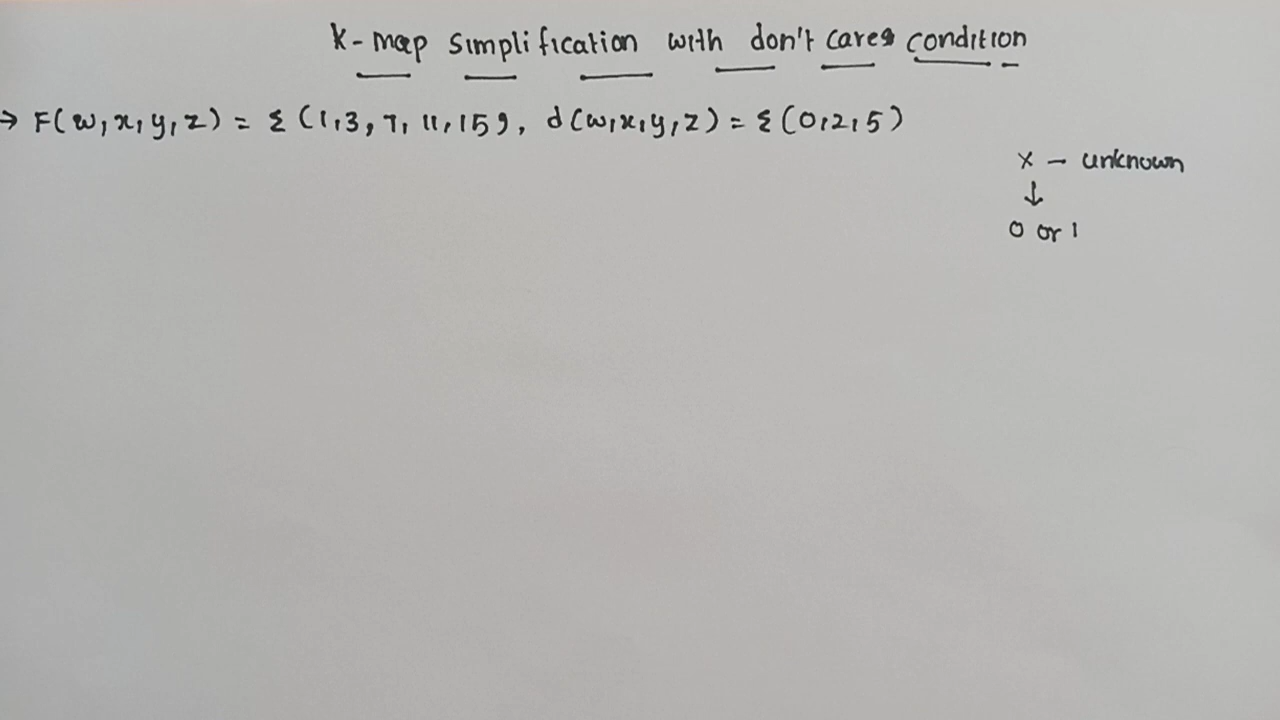 K-map simplification with don't cares condition
→ F(w,x,y,z) = Σ(1,3,7,11,15), d(w,x,y,z) = Σ(0,2,5)
x - unknown
↓
0 or 1